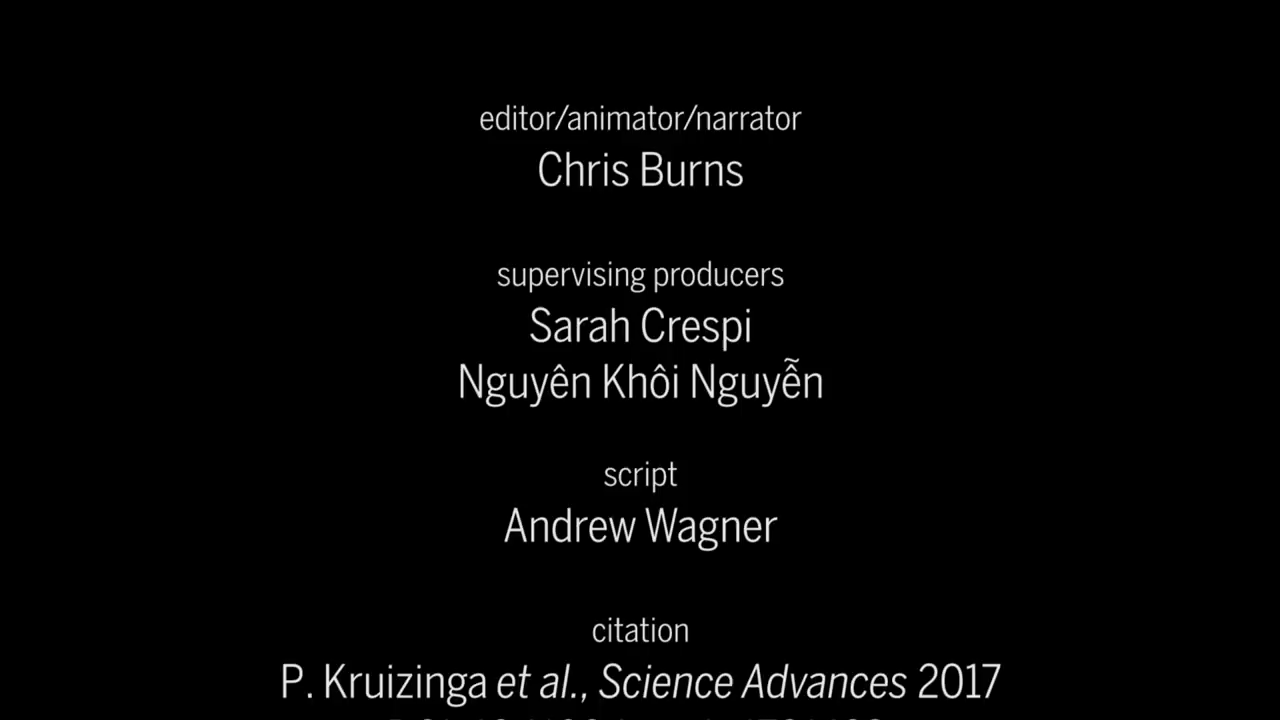 editor/animator/narrator
Chris Burns
supervising producers
Sarah Crespi
Nguyên Khôi Nguyễn
script
Andrew Wagner
citation
P. Kruizinga et al., Science Advances 2017